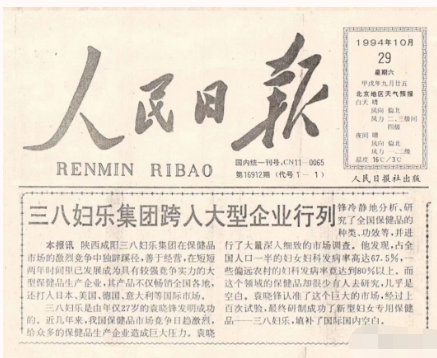 人民日报
RENMIN RIBAO
国内统一刊号:CN11—0065
第16912期 (代号1—1)
1994年10月
29
星期六
甲戌年九月廿五
北京地区天气预报
白天 晴
风向 偏北
风力 二、三级间四级
夜间 晴
风向 偏北
风力 一、二级
温度 16℃/3℃
人民日报社出版
三八妇乐集团跨入大型企业行列
本报讯 陕西咸阳三八妇乐集团在保健品
市场的激烈竞争中独辟蹊径,善于经营,在短短
两年时间里已发展成为具有较强竞争实力的大
型保健品生产企业,其产品不仅畅销全国各地,
还打入日本、美国、德国、意大利等国际市场。
三八妇乐是由年仅27岁的袁晓锋发明成功
的。近几年来,我国保健品市场竞争日趋激烈,
给众多的保健品生产企业造成巨大压力。袁晓
锋冷静地分析、研
究了全国保健品的
种类、功效等,并进
行了大量深入细致的市场调查。他发现,占全
国人口一半的妇女妇科发病率高达67.5%,一
些偏远农村的妇科发病率竟达到80%以上。而
这个领域的保健品却很少有人去研究,几乎是
空白。袁晓锋认准了这个巨大的市场,经过上
百次试验,最终研制成功了新型妇女专用保健
品——三八妇乐,填补了国际国内空白。